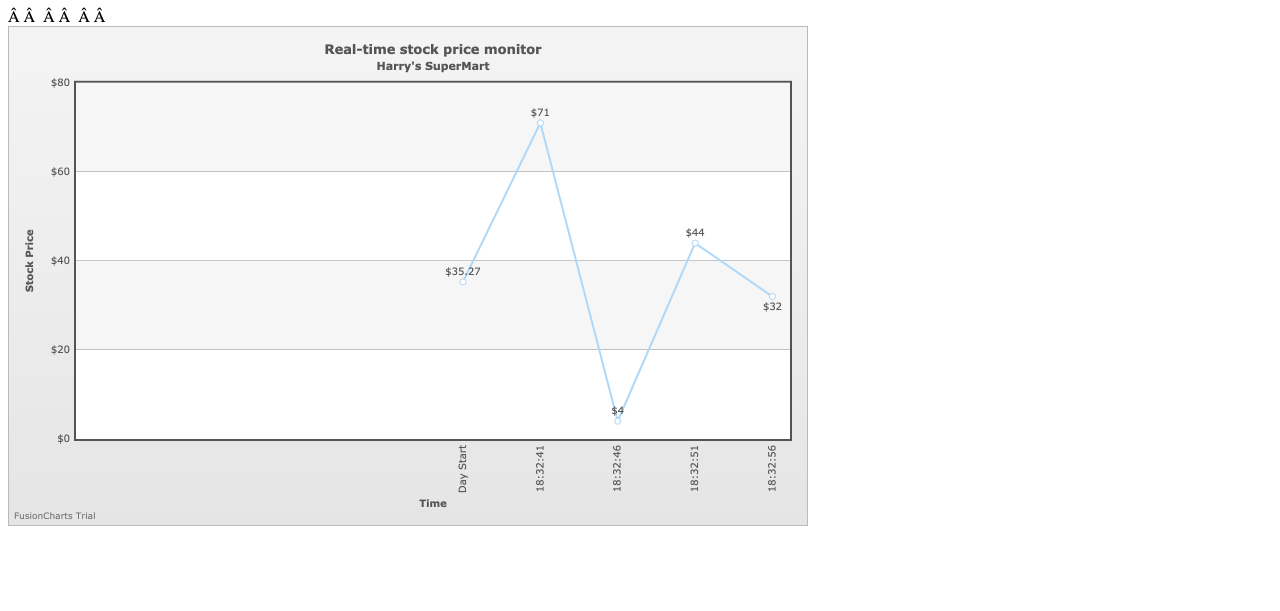 Â Â  Â Â  Â Â
Real-time stock price monitor
Harry's SuperMart
$80
$60
$40
$20
$0
Stock Price
$35.27
$71
$4
$44
$32
Day Start
18:32:41
18:32:46
18:32:51
18:32:56
Time
FusionCharts Trial